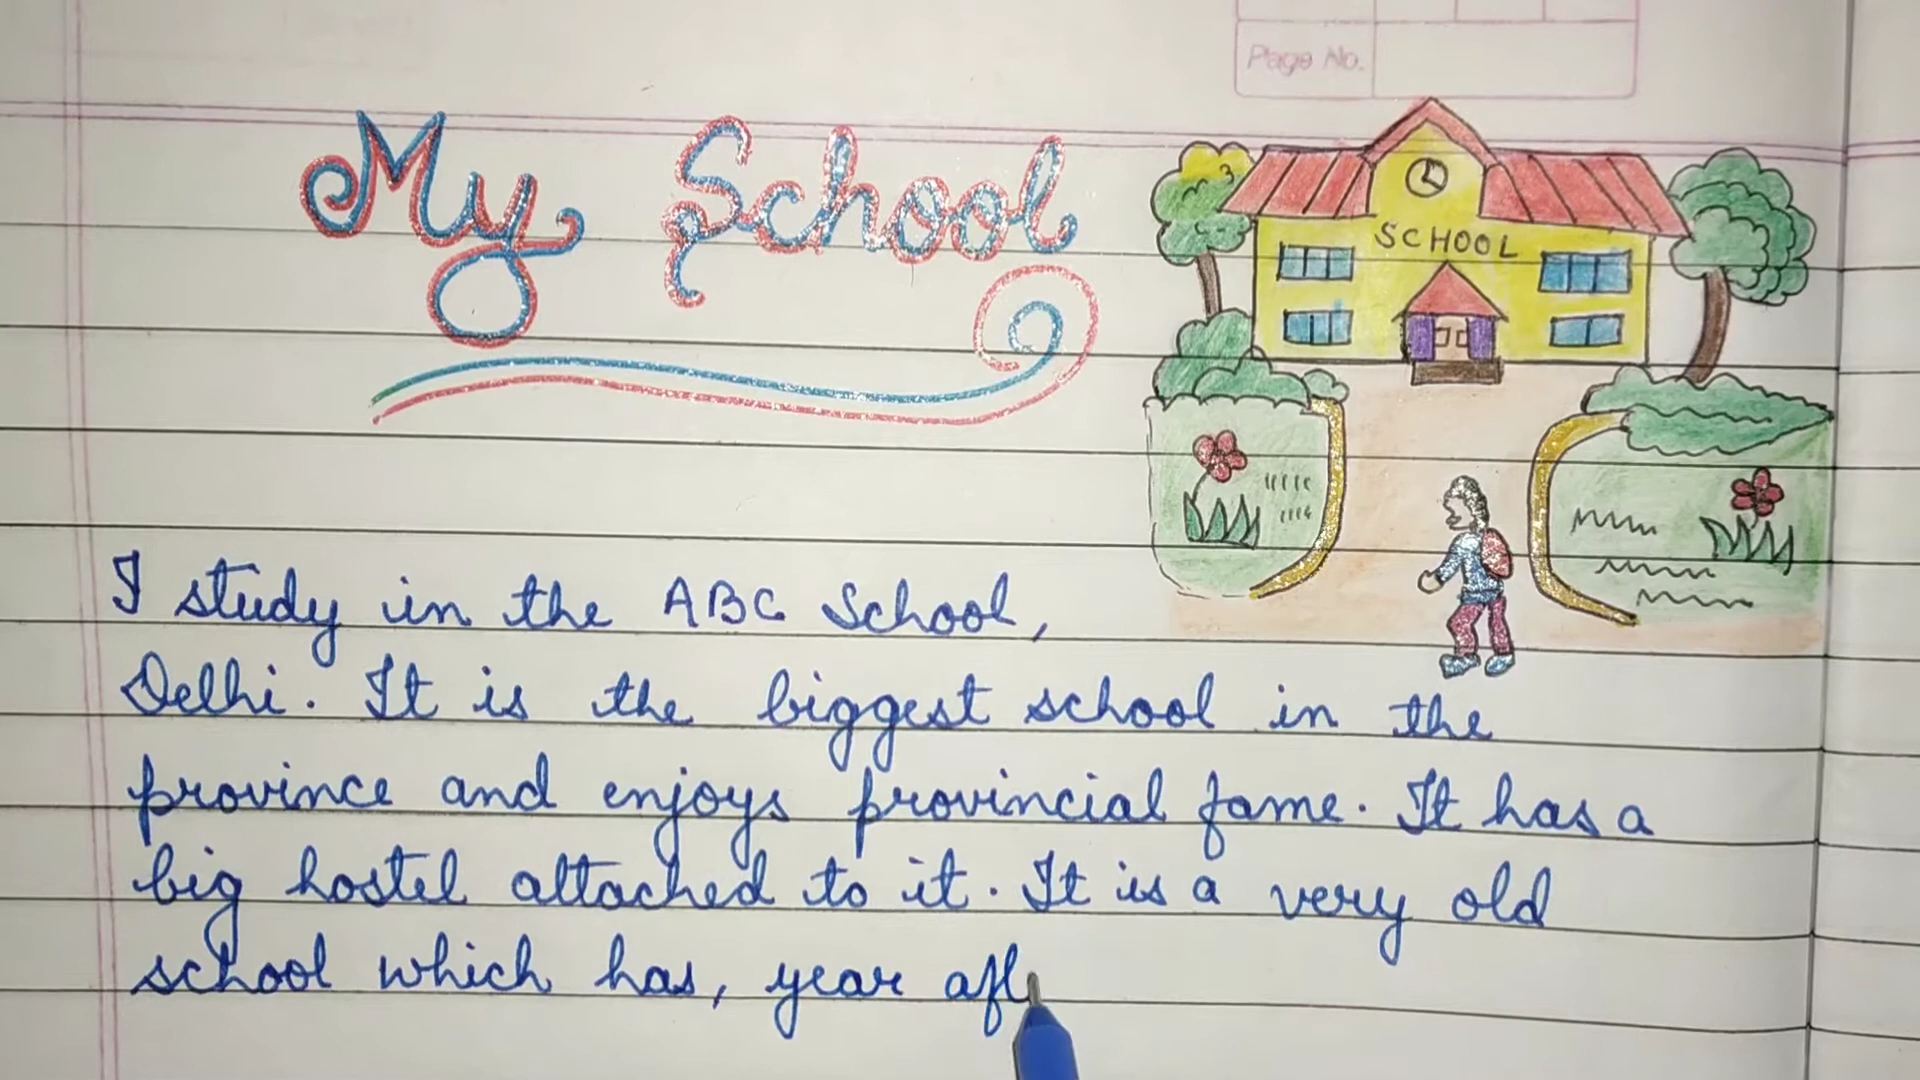 Page No.
My School
SCHOOL
I study in the ABC School,
Delhi. It is the biggest school in the
province and enjoys provincial fame. It has a
big hostel attached to it. It is a very old
school which has, year aft